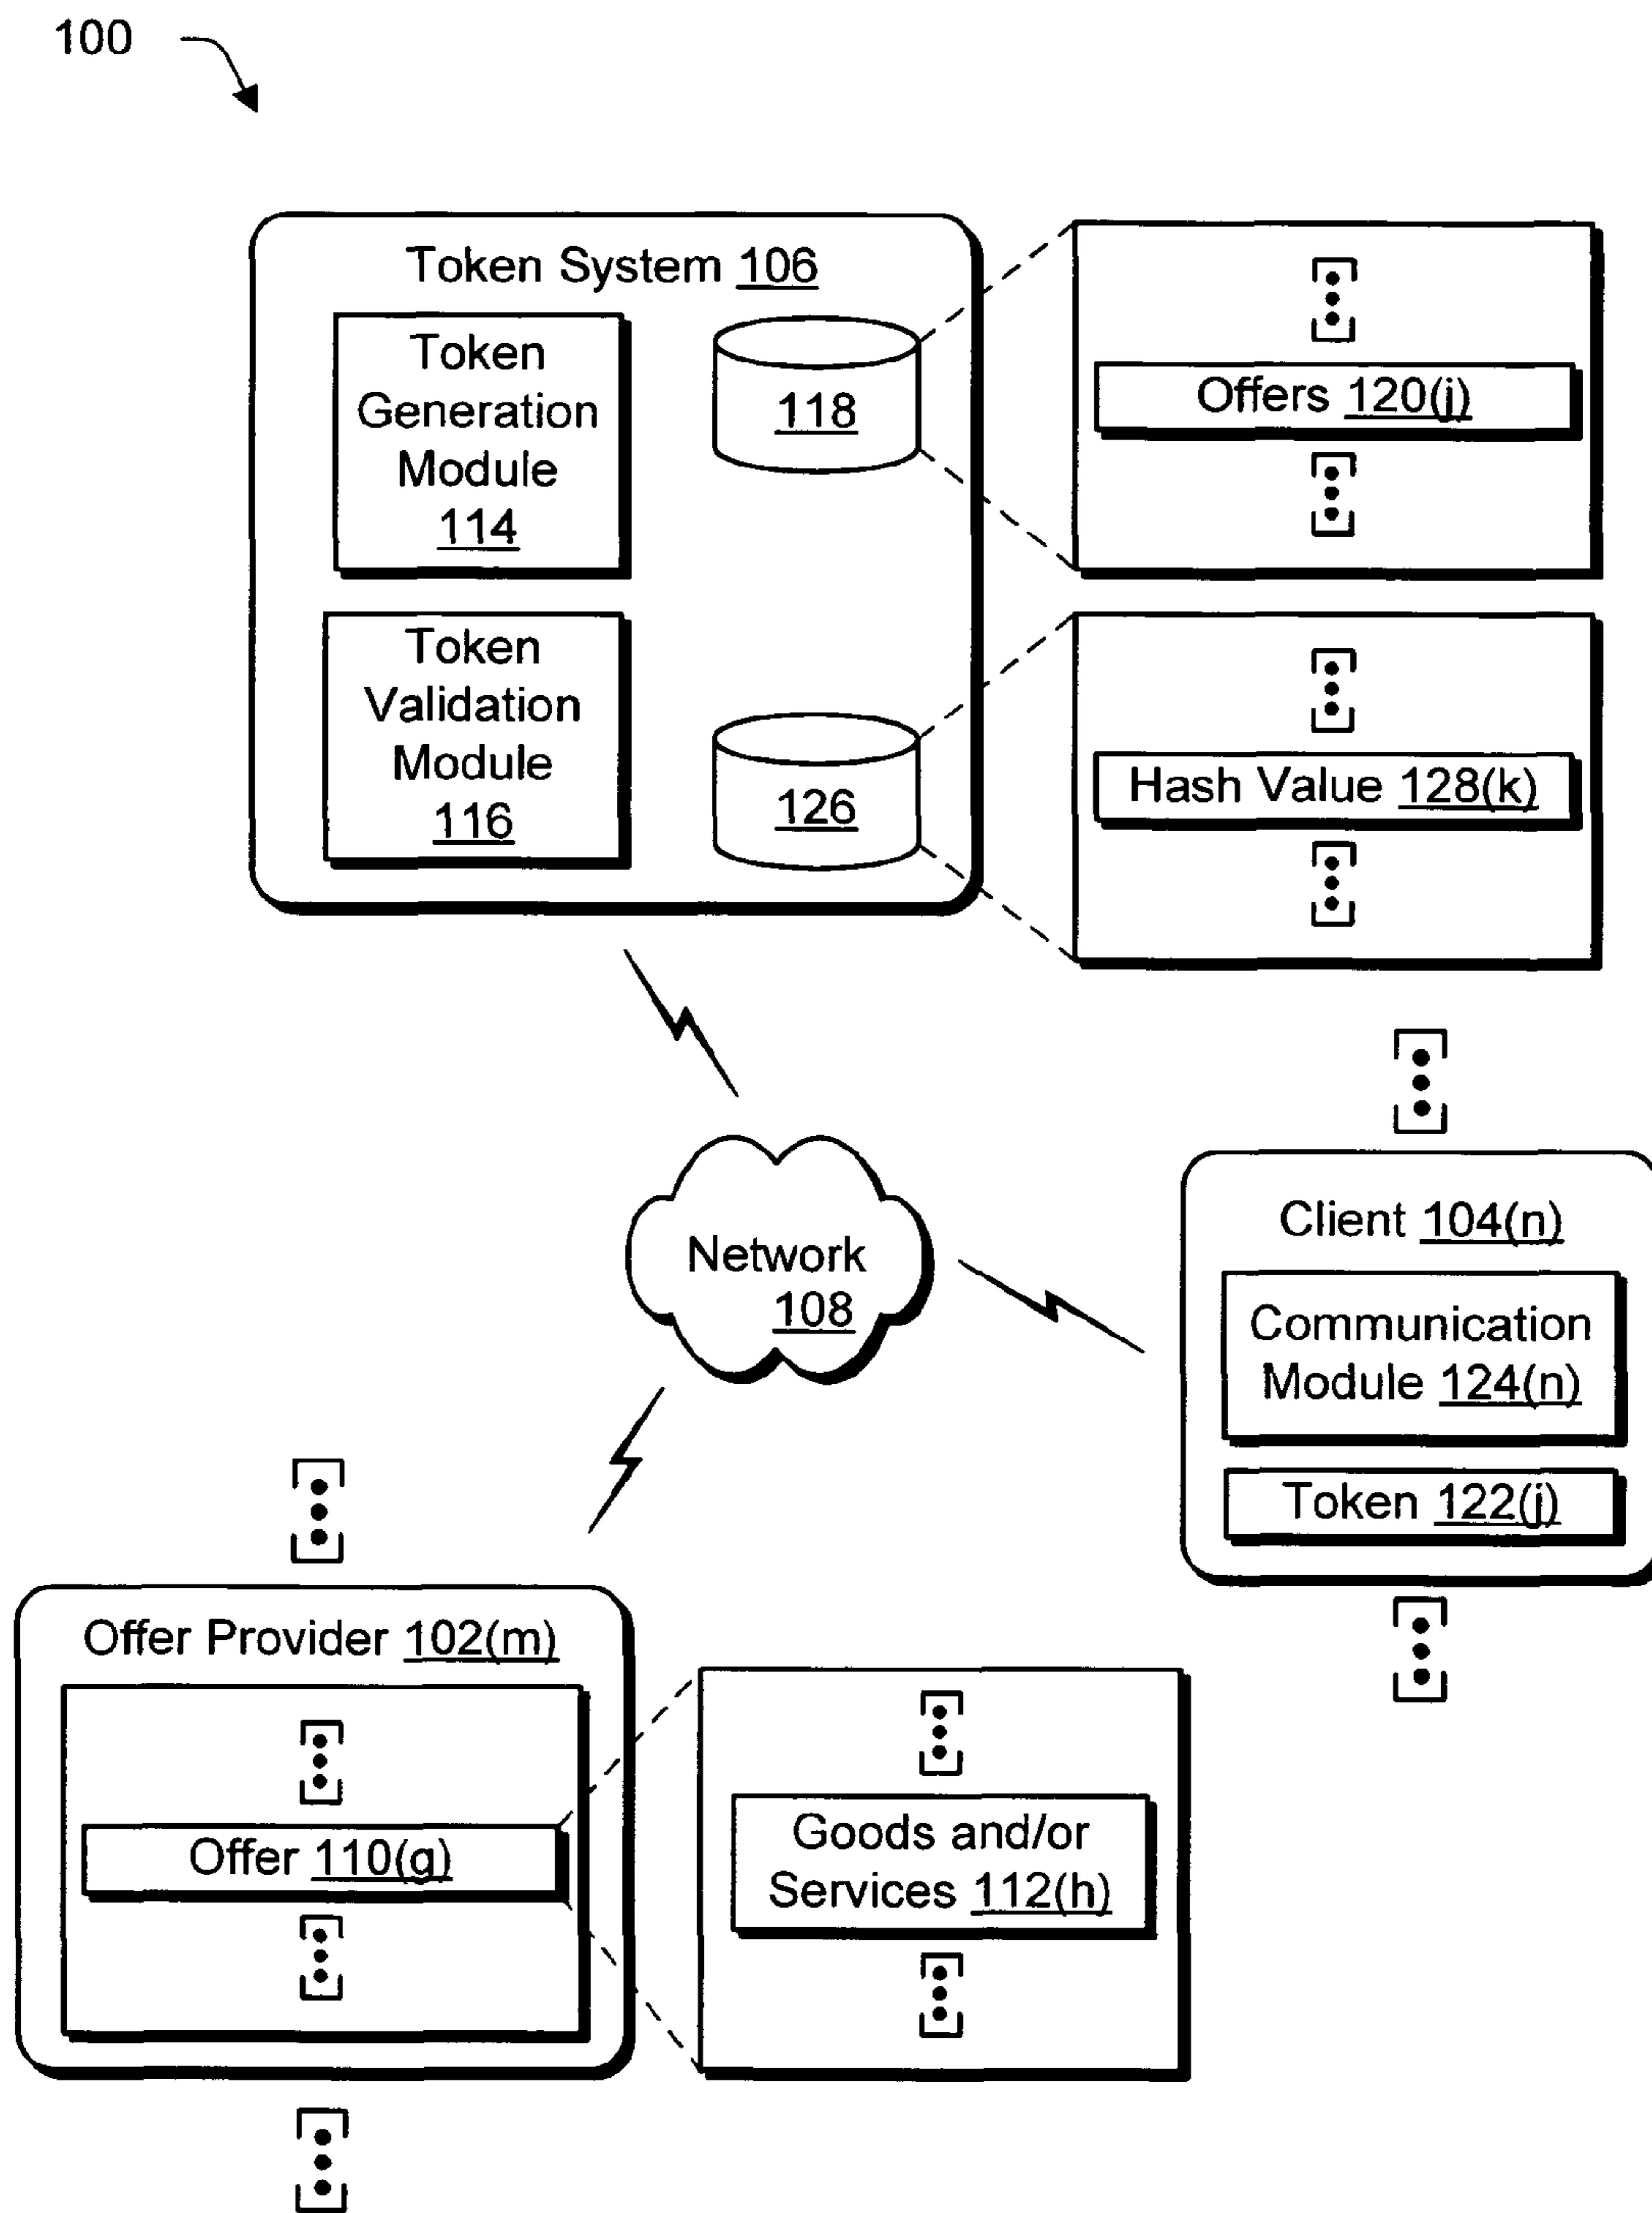 100
Token System 106
Token
Generation
Module
114
118
Offers 120(j)
Token
Validation
Module
116
126
Hash Value 128(k)
Network
108
Client 104(n)
Communication
Module 124(n)
Token 122(j)
Offer Provider 102(m)
Offer 110(g)
Goods and/or
Services 112(h)